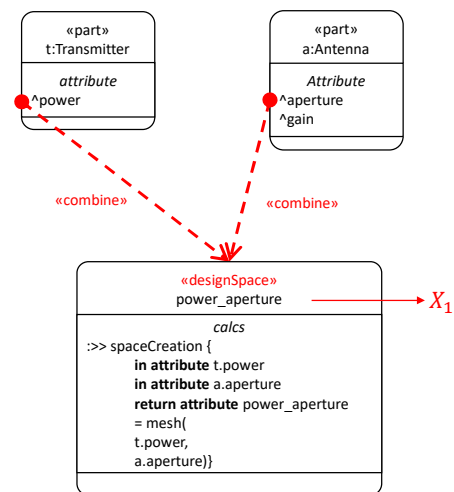 «part»
t:Transmitter
attribute
^power
«part»
a:Antenna
Attribute
^aperture
^gain
«combine»
«combine»
«designSpace»
power_aperture
X₁
calcs
:>> spaceCreation {
in attribute t.power
in attribute a.aperture
return attribute power_aperture
= mesh(
t.power,
a.aperture)}